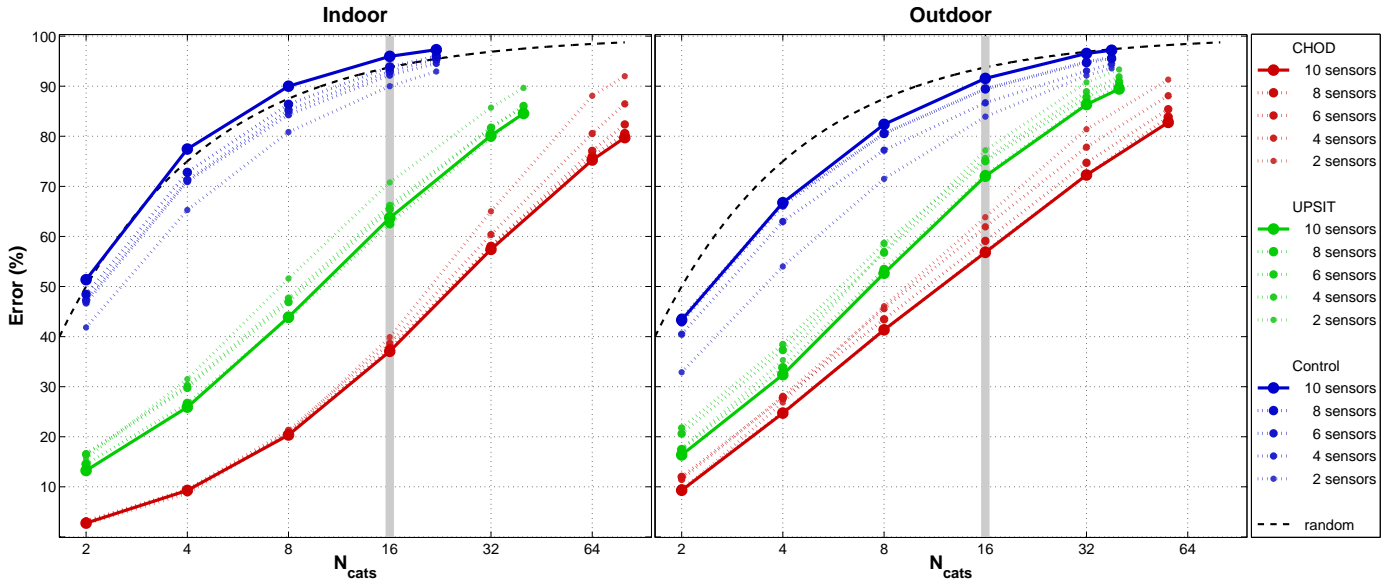 Indoor
Outdoor
Error (%)
100
90
80
70
60
50
40
30
20
10
2
4
8
16
32
64
N_cats
2
4
8
16
32
64
N_cats
CHOD
10 sensors
8 sensors
6 sensors
4 sensors
2 sensors
UPSIT
10 sensors
8 sensors
6 sensors
4 sensors
2 sensors
Control
10 sensors
8 sensors
6 sensors
4 sensors
2 sensors
random